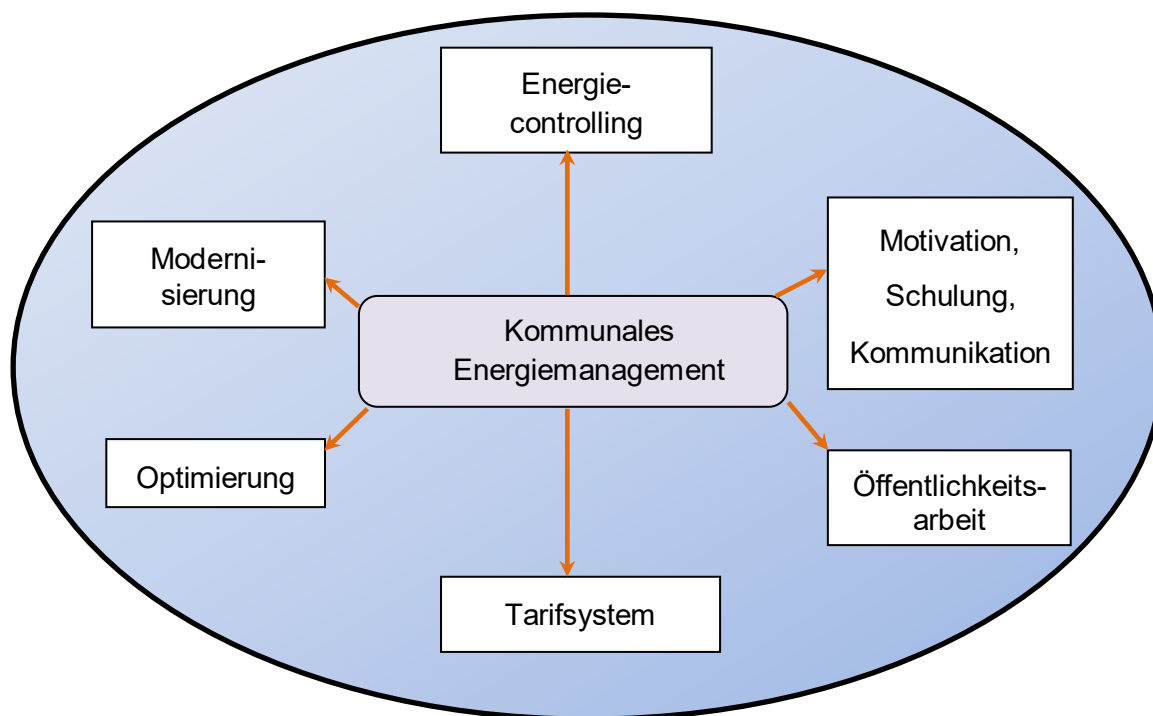 Energie-
controlling
Motivation,
Schulung,
Kommunikation
Moderni-
sierung
Kommunales
Energiemanagement
Optimierung
Öffentlichkeits-
arbeit
Tarifsystem